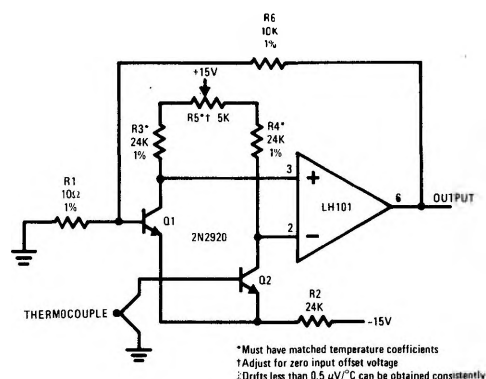 R6
10K
1%
+15V
R5*† 5K
R3*
24K
1%
R4*
24K
1%
R1
10Ω
1%
3
+
LH101
6
OUTPUT
Q1
2N2920
2
−
Q2
THERMOCOUPLE
R2
24K
−15V
*Must have matched temperature coefficients
†Adjust for zero input offset voltage
‡Drifts less than 0.5 µV/°C can be obtained consistently